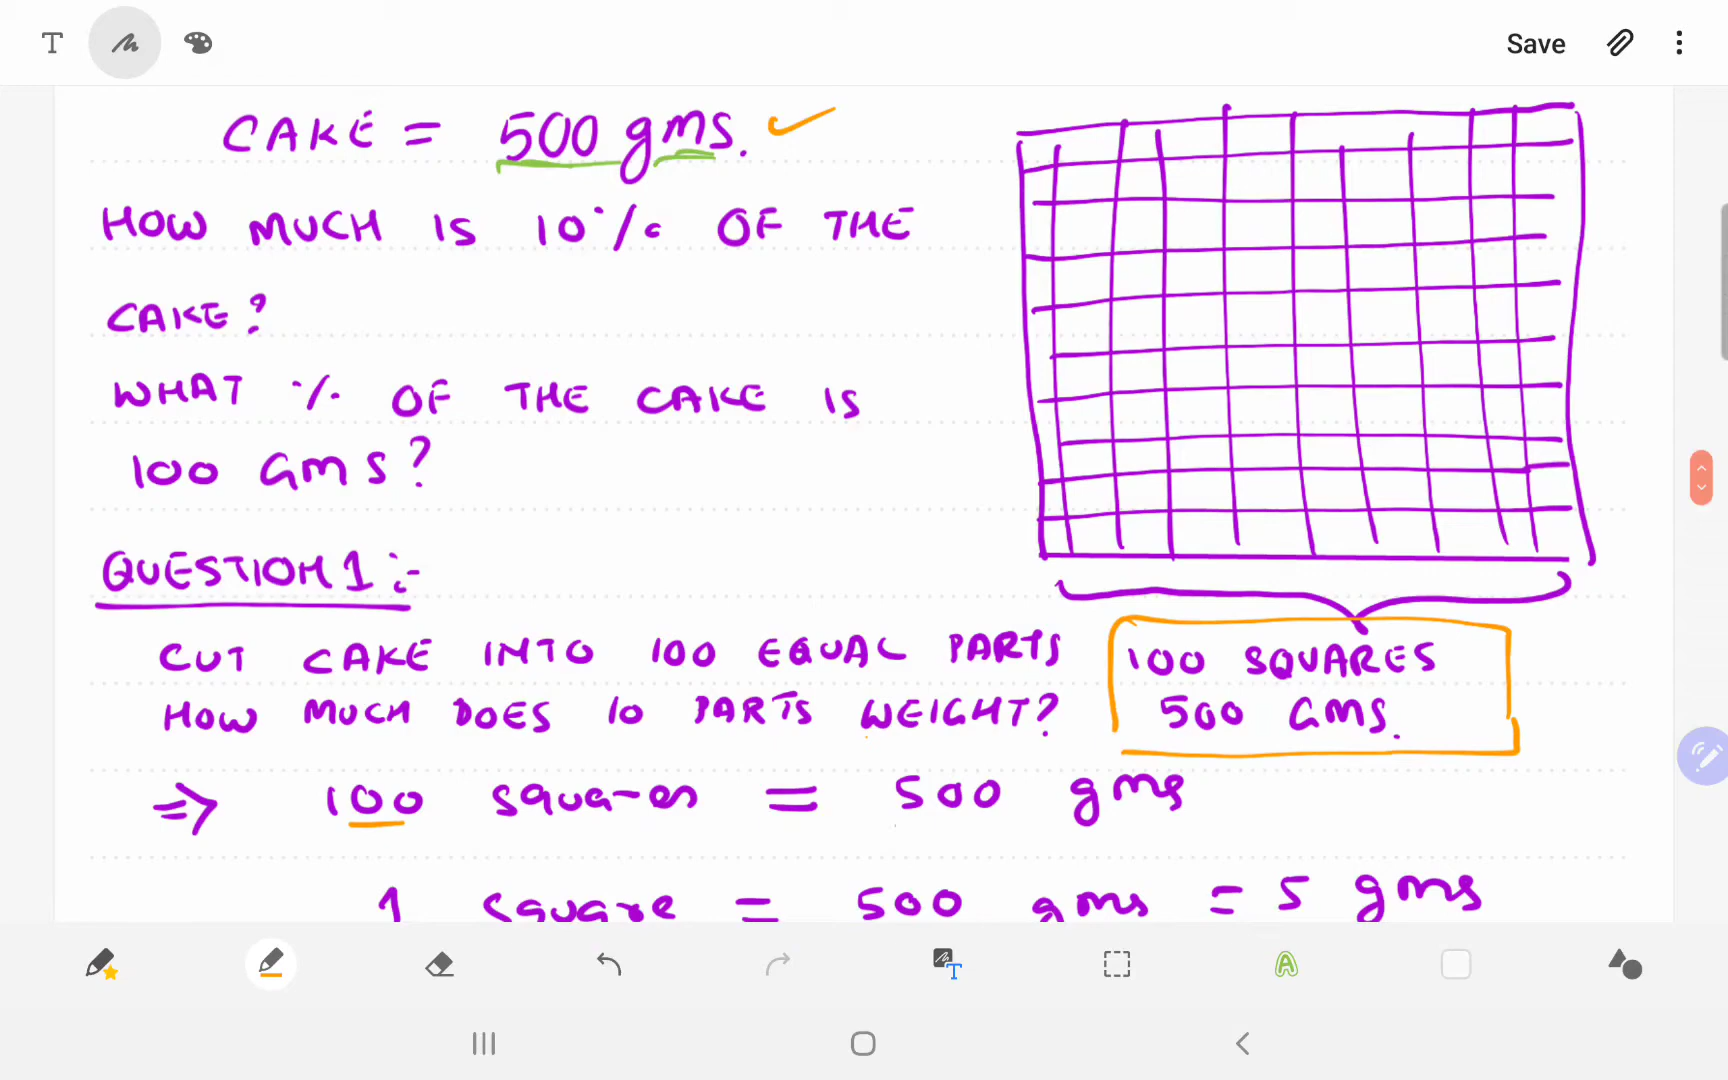 T
Save
CAKE = 500 gms.
HOW MUCH IS 10% OF THE
CAKE?
WHAT % OF THE CAKE IS
100 GMS?
QUESTION 1:-
CUT CAKE INTO 100 EQUAL PARTS
HOW MUCH DOES 10 PARTS WEIGHT?
100 SQUARES
500 GMS.
⇒ 100 squares = 500 gms
1 square = 500 gms = 5 gms